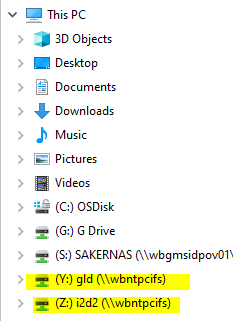 This PC
3D Objects
Desktop
Documents
Downloads
Music
Pictures
Videos
(C:) OSDisk
(G:) G Drive
(S:) SAKERNAS (\\wbgmsidpov01\
(Y:) gld (\\wbntpcifs)
(Z:) i2d2 (\\wbntpcifs)